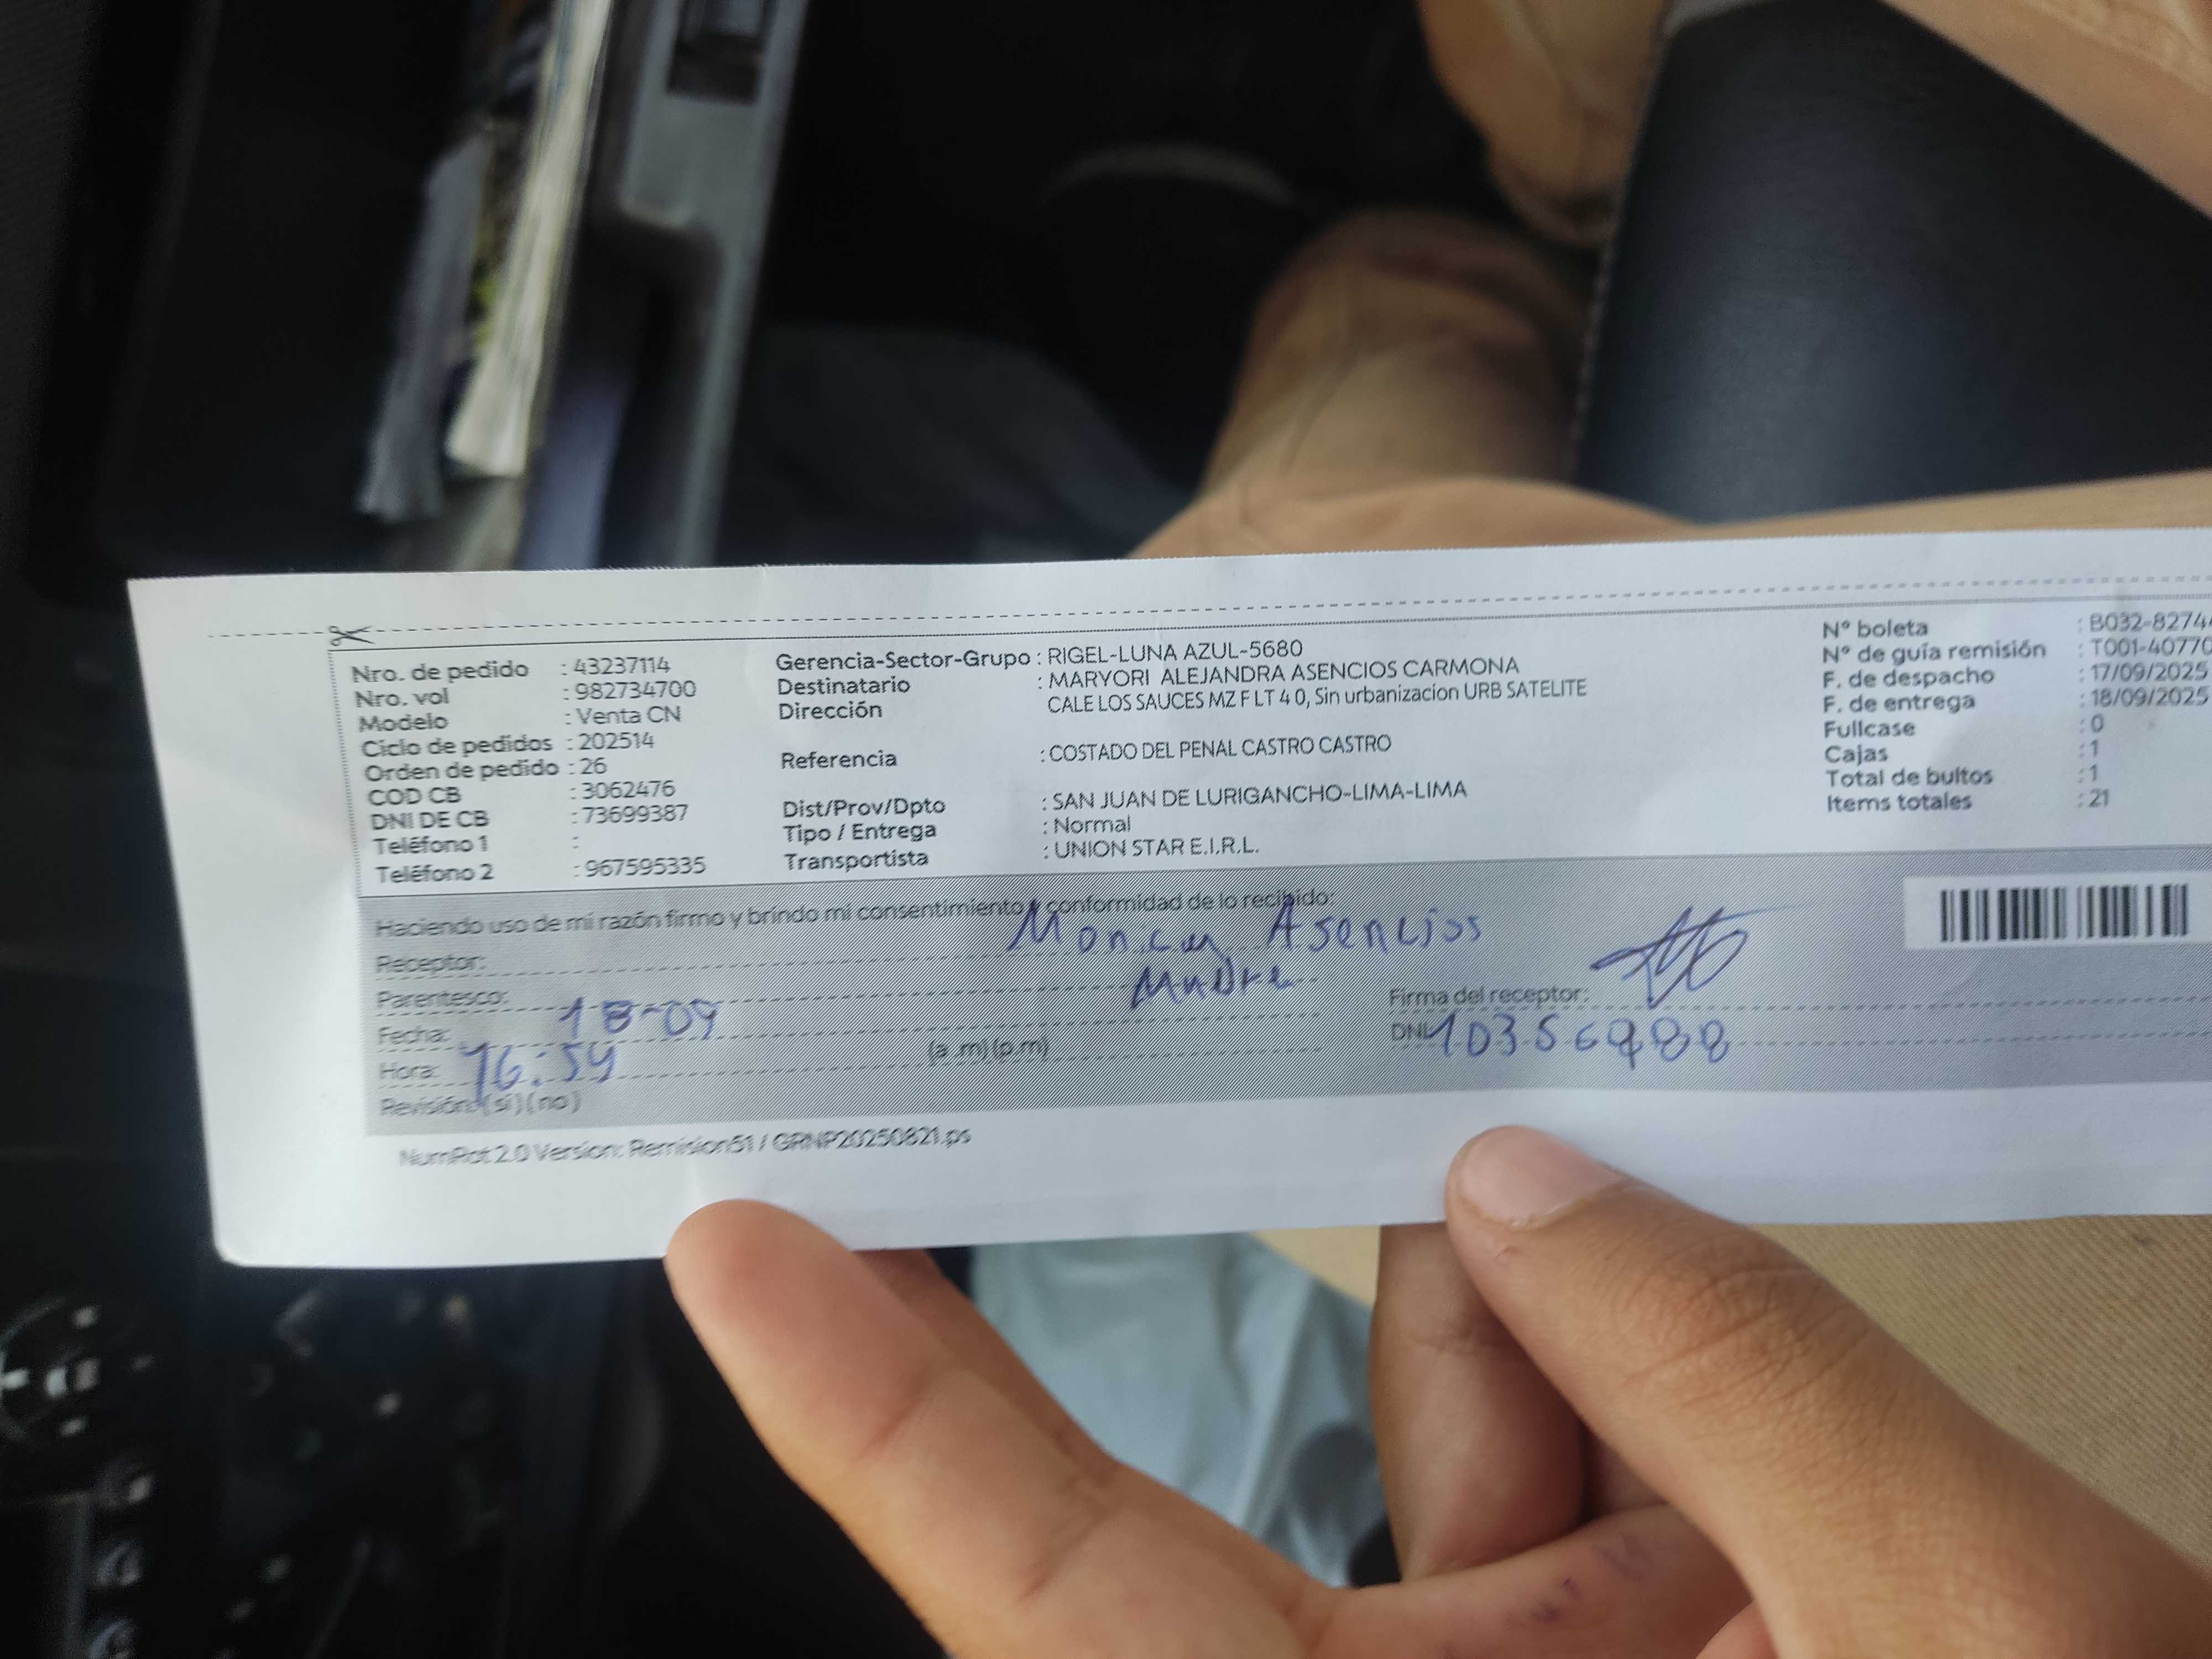 Nro. de pedido : 43237114
Nro. vol : 982734700
Modelo : Venta CN
Ciclo de pedidos : 202514
Orden de pedido : 26
COD CB : 3062476
DNI DE CB : 73699387
Teléfono 1 :
Teléfono 2 : 967595335
Gerencia-Sector-Grupo : RIGEL-LUNA AZUL-5680
Destinatario : MARYORI ALEJANDRA ASENCIOS CARMONA
Dirección CALE LOS SAUCES MZ F LT 4 0, Sin urbanizacion URB SATELITE
Referencia : COSTADO DEL PENAL CASTRO CASTRO
Dist/Prov/Dpto : SAN JUAN DE LURIGANCHO-LIMA-LIMA
Tipo / Entrega : Normal
Transportista : UNION STAR E.I.R.L.
Nº boleta : B032-8274
Nº de guía remisión : T001-40770
F. de despacho : 17/09/2025
F. de entrega : 18/09/2025
Fullcase : 0
Cajas : 1
Total de bultos : 1
Items totales : 21
Haciendo uso de mi razón firmo y brindo mi consentimiento y conformidad de lo recibido:
Receptor: Monica Asencios
Parentesco: Madre
Fecha: 18-09
Hora: 16:59 (a.m) (p.m)
Revisión: (si) (no)
Firma del receptor:
DNI
NumRot 2.0 Version: Remision51 / GRNP20250821.ps